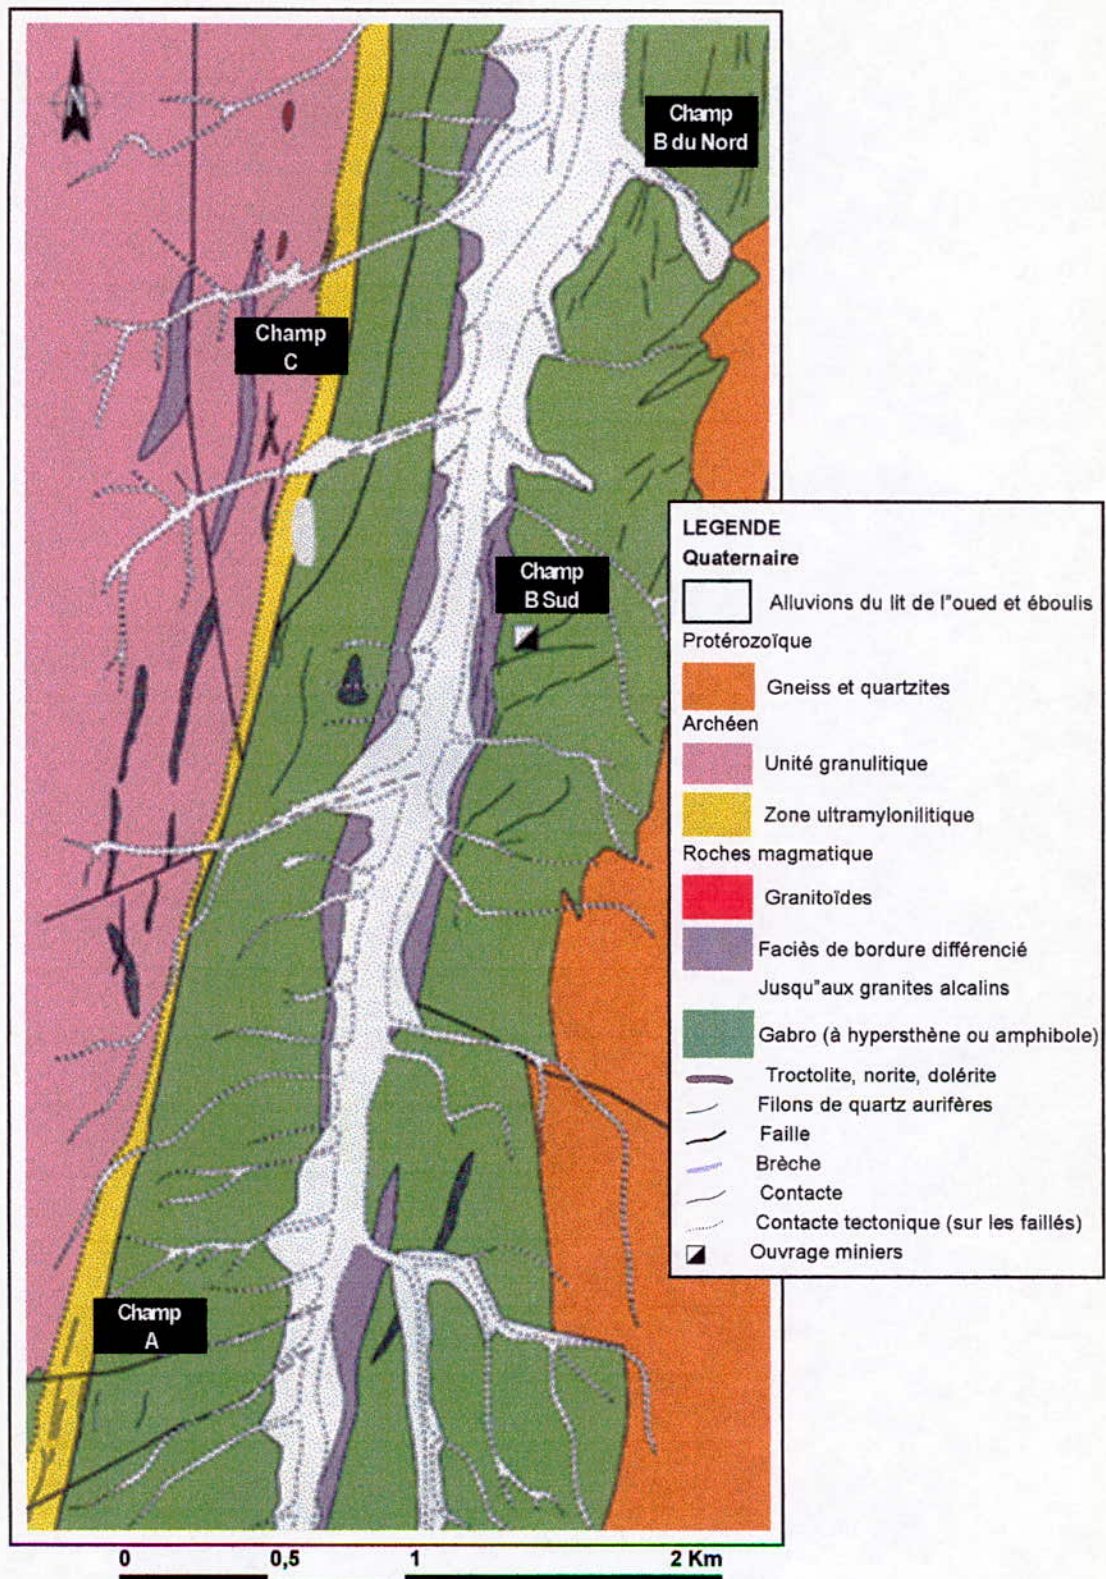 N
Champ
B du Nord
Champ
C
Champ
B Sud
Champ
A
LEGENDE
Quaternaire
Alluvions du lit de l"oued et éboulis
Protérozoïque
Gneiss et quartzites
Archéen
Unité granulitique
Zone ultramylonilitique
Roches magmatique
Granitoïdes
Faciès de bordure différencié
Jusqu"aux granites alcalins
Gabro (à hypersthène ou amphibole)
Troctolite, norite, dolérite
Filons de quartz aurifères
Faille
Brèche
Contacte
Contacte tectonique (sur les faillés)
Ouvrage miniers
0 0,5 1 2 Km